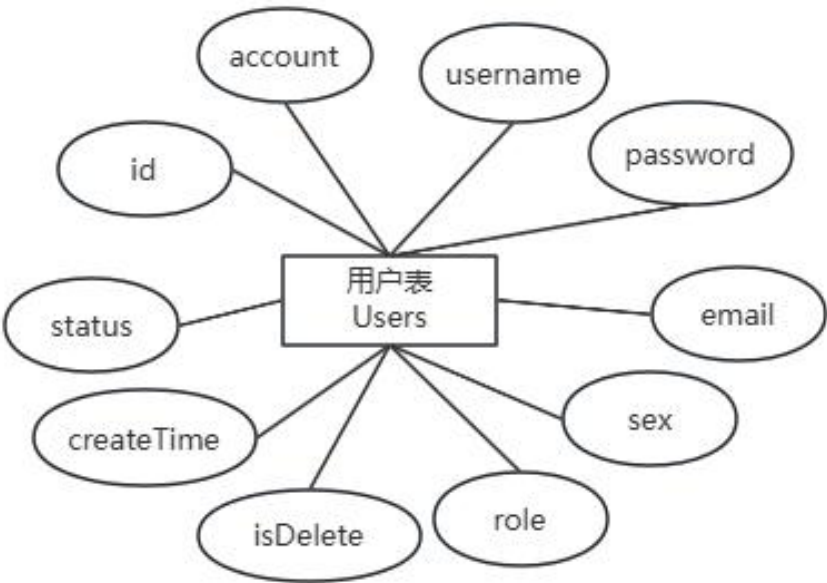 account
username
password
id
用户表
Users
status
email
createTime
sex
isDelete
role